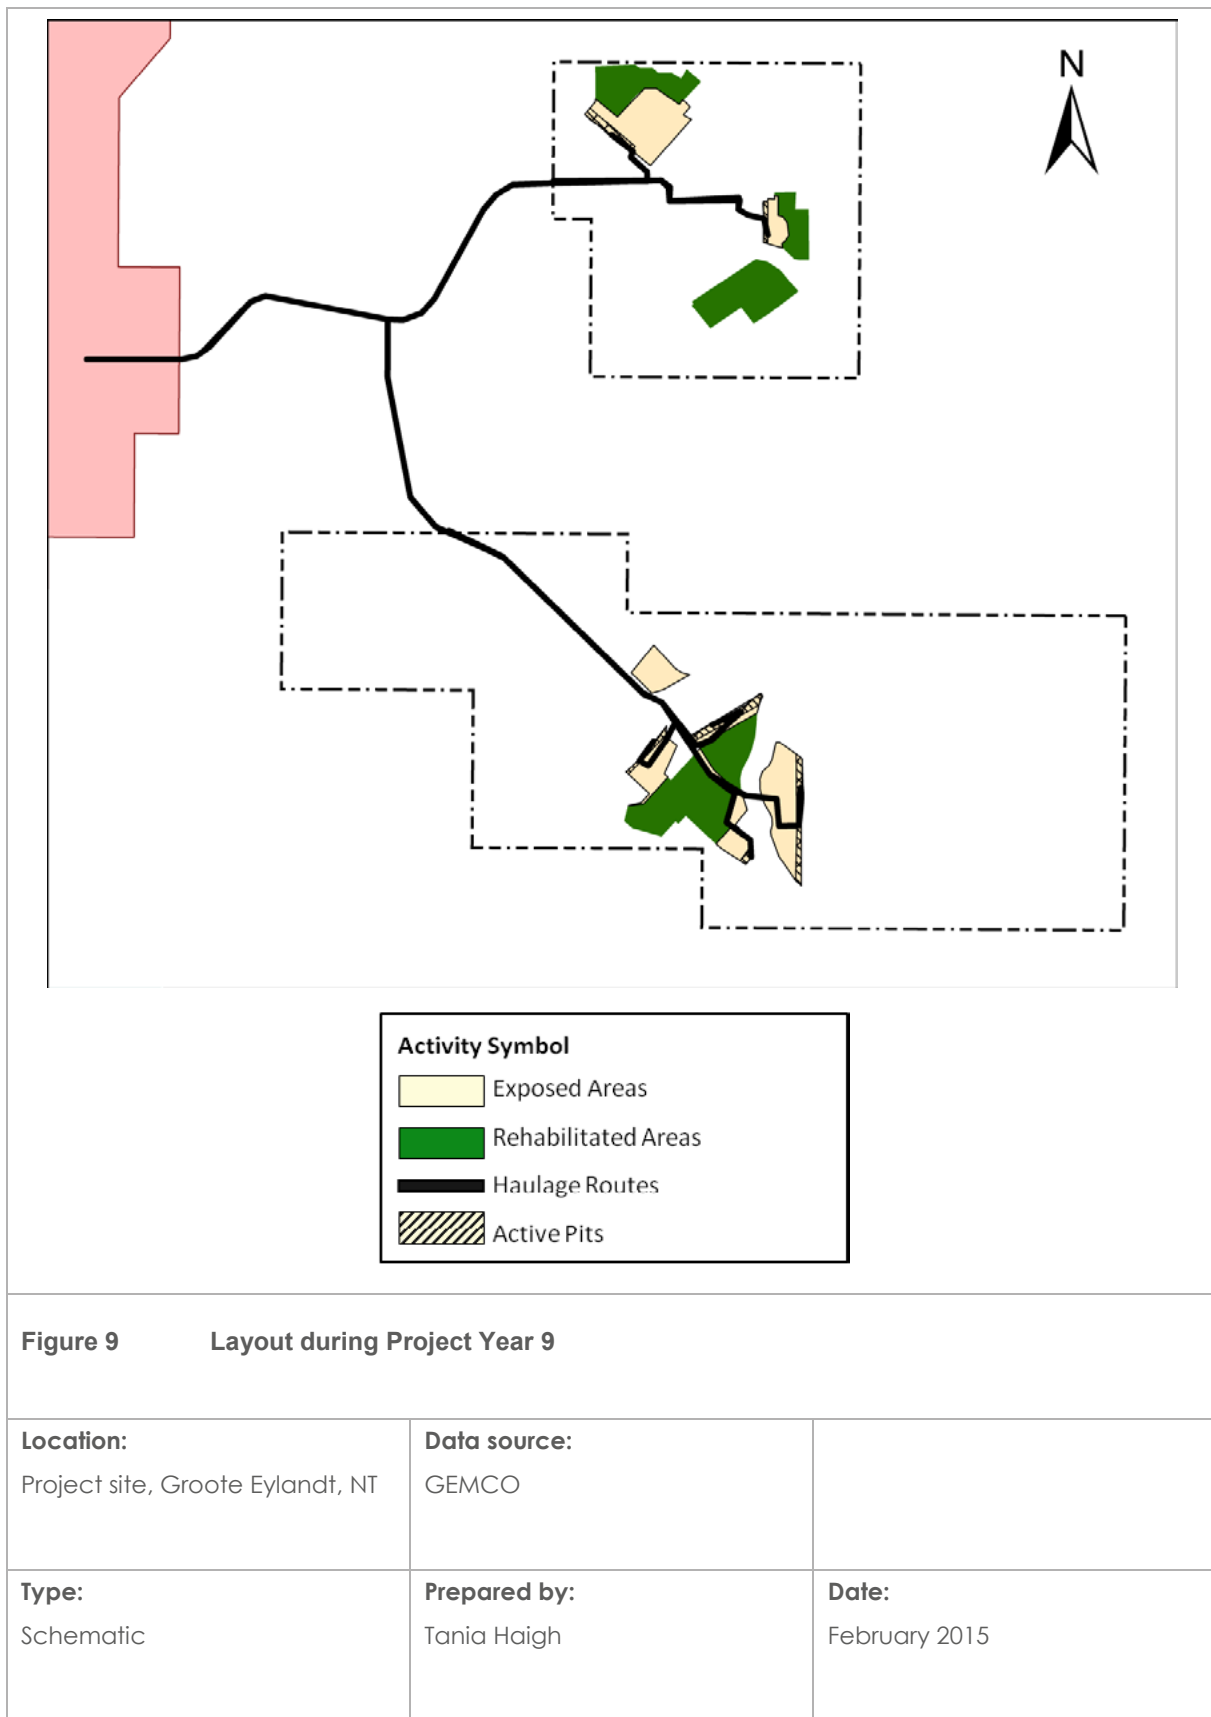 N
Activity Symbol
Exposed Areas
Rehabilitated Areas
Haulage Routes
Active Pits
Figure 9 Layout during Project Year 9
Location:
Project site, Groote Eylandt, NT
Data source:
GEMCO
Type:
Schematic
Prepared by:
Tania Haigh
Date:
February 2015